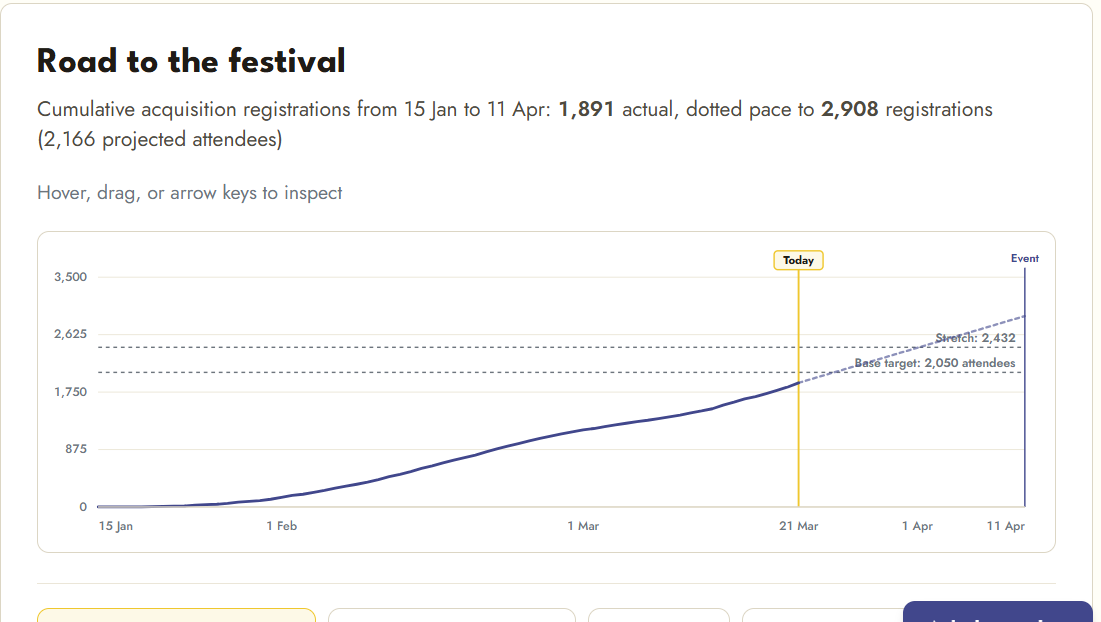 Road to the festival
Cumulative acquisition registrations from 15 Jan to 11 Apr: 1,891 actual, dotted pace to 2,908 registrations
(2,166 projected attendees)
Hover, drag, or arrow keys to inspect
Today
Event
3,500
2,625
Stretch: 2,432
Base target: 2,050 attendees
1,750
875
0
15 Jan
1 Feb
1 Mar
21 Mar
1 Apr
11 Apr